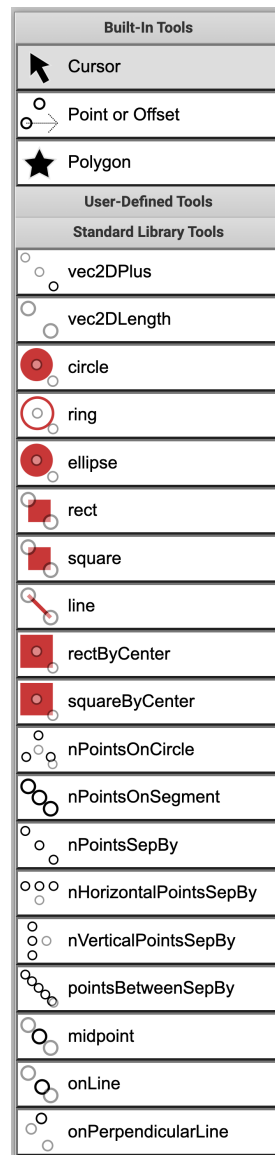 Built-In Tools
Cursor
Point or Offset
Polygon
User-Defined Tools
Standard Library Tools
vec2DPlus
vec2DLength
circle
ring
ellipse
rect
square
line
rectByCenter
squareByCenter
nPointsOnCircle
nPointsOnSegment
nPointsSepBy
nHorizontalPointsSepBy
nVerticalPointsSepBy
pointsBetweenSepBy
midpoint
onLine
onPerpendicularLine